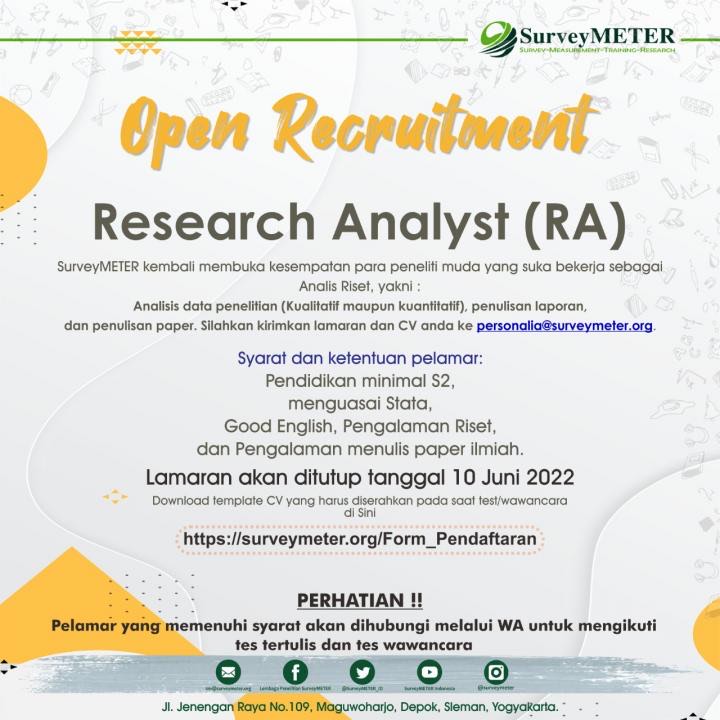 SurveyMETER
SURVEY-MEASUREMENT-TRAINING-RESEARCH
Open Recruitment
Research Analyst (RA)
SurveyMETER kembali membuka kesempatan para peneliti muda yang suka bekerja sebagai
Analis Riset, yakni :
Analisis data penelitian (Kualitatif maupun kuantitatif), penulisan laporan,
dan penulisan paper. Silahkan kirimkan lamaran dan CV anda ke personalia@surveymeter.org.
Syarat dan ketentuan pelamar:
Pendidikan minimal S2,
menguasai Stata,
Good English, Pengalaman Riset,
dan Pengalaman menulis paper ilmiah.
Lamaran akan ditutup tanggal 10 Juni 2022
Download template CV yang harus diserahkan pada saat test/wawancara
di Sini
https://surveymeter.org/Form_Pendaftaran
PERHATIAN !!
Pelamar yang memenuhi syarat akan dihubungi melalui WA untuk mengikuti
tes tertulis dan tes wawancara
sm@surveymeter.org Lembaga Penelitian SurveyMETER @SurveyMETER_ID SurveyMETER Indonesia @surveymeter
Jl. Jenengan Raya No.109, Maguwoharjo, Depok, Sleman, Yogyakarta.